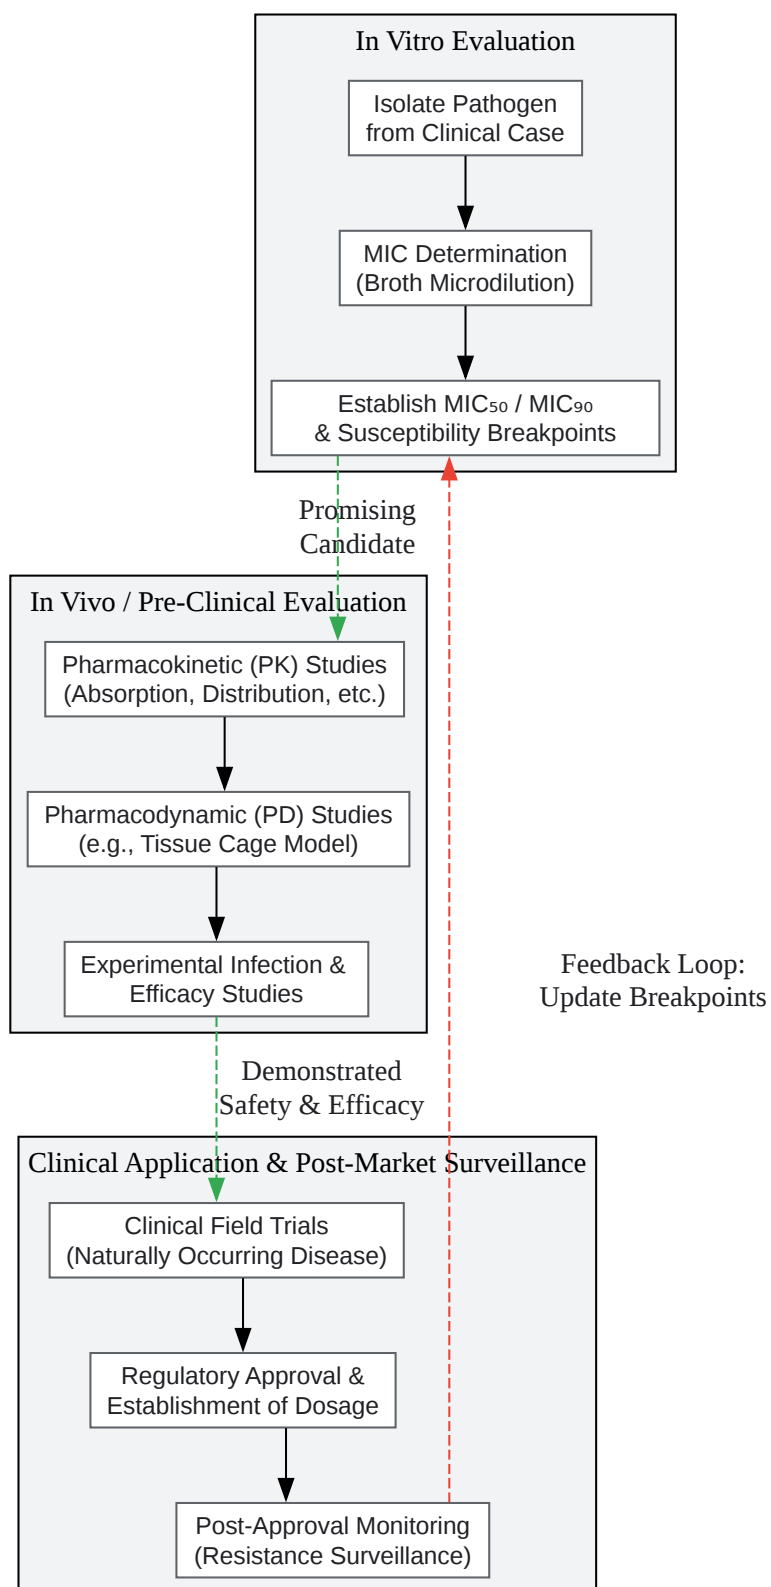 In Vitro Evaluation
Isolate Pathogen
from Clinical Case
MIC Determination
(Broth Microdilution)
Establish MIC₅₀ / MIC₉₀
& Susceptibility Breakpoints
Promising
Candidate
In Vivo / Pre-Clinical Evaluation
Pharmacokinetic (PK) Studies
(Absorption, Distribution, etc.)
Pharmacodynamic (PD) Studies
(e.g., Tissue Cage Model)
Experimental Infection &
Efficacy Studies
Feedback Loop:
Update Breakpoints
Demonstrated
Safety & Efficacy
Clinical Application & Post-Market Surveillance
Clinical Field Trials
(Naturally Occurring Disease)
Regulatory Approval &
Establishment of Dosage
Post-Approval Monitoring
(Resistance Surveillance)